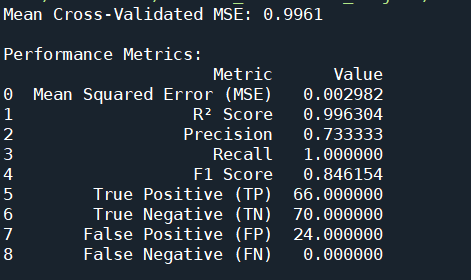 Mean Cross-Validated MSE: 0.9961
Performance Metrics:
Metric Value
0 Mean Squared Error (MSE) 0.002982
1 R² Score 0.996304
2 Precision 0.733333
3 Recall 1.000000
4 F1 Score 0.846154
5 True Positive (TP) 66.000000
6 True Negative (TN) 70.000000
7 False Positive (FP) 24.000000
8 False Negative (FN) 0.000000